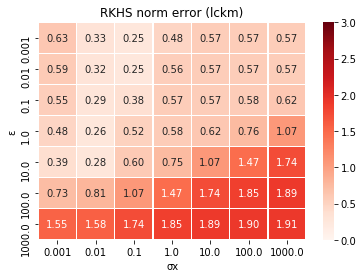 RKHS norm error (lckm)
0.63 0.33 0.25 0.48 0.57 0.57 0.57
0.59 0.32 0.25 0.56 0.57 0.57 0.57
0.55 0.29 0.38 0.57 0.57 0.58 0.62
0.48 0.26 0.52 0.58 0.62 0.76 1.07
0.39 0.28 0.60 0.75 1.07 1.47 1.74
0.73 0.81 1.07 1.47 1.74 1.85 1.89
1.55 1.58 1.74 1.85 1.89 1.90 1.91
0.001 0.01 0.1 1.0 10.0 100.0 1000.0
σx
ε
0.001
0.01
0.1
1.0
10.0
100.0
1000.0
3.0
2.5
2.0
1.5
1.0
0.5
0.0